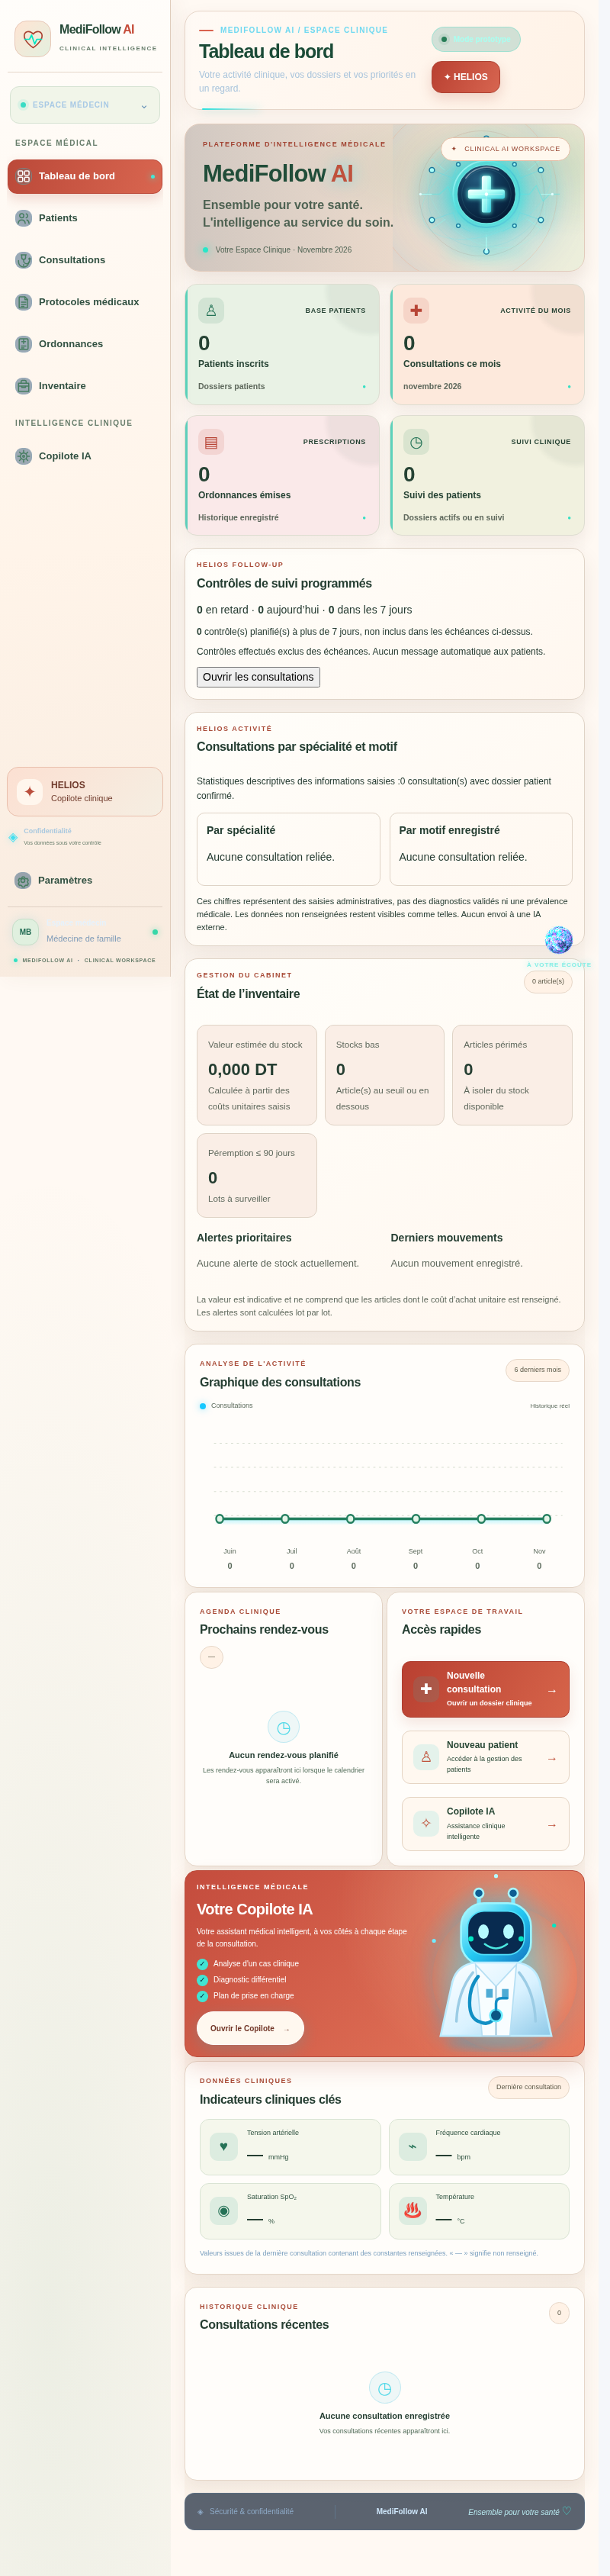 MediFollow AI
CLINICAL INTELLIGENCE
ESPACE MÉDECIN
ESPACE MÉDICAL
Tableau de bord
Patients
Consultations
Protocoles médicaux
Ordonnances
Inventaire
INTELLIGENCE CLINIQUE
Copilote IA
HELIOS
Copilote clinique
Confidentialité
Vos données sous votre contrôle
Paramètres
MB
Médecine de famille
MEDIFOLLOW AI · CLINICAL WORKSPACE
MEDIFOLLOW AI / ESPACE CLINIQUE
Tableau de bord
Votre activité clinique, vos dossiers et vos priorités en
un regard.
✦ HELIOS
PLATEFORME D'INTELLIGENCE MÉDICALE
✦ CLINICAL AI WORKSPACE
MediFollow AI
Ensemble pour votre santé.
L'intelligence au service du soin.
Votre Espace Clinique · Novembre 2026
BASE PATIENTS
0
Patients inscrits
Dossiers patients
ACTIVITÉ DU MOIS
0
Consultations ce mois
novembre 2026
PRESCRIPTIONS
0
Ordonnances émises
Historique enregistré
SUIVI CLINIQUE
0
Suivi des patients
Dossiers actifs ou en suivi
HELIOS FOLLOW-UP
Contrôles de suivi programmés
0 en retard · 0 aujourd’hui · 0 dans les 7 jours
0 contrôle(s) planifié(s) à plus de 7 jours, non inclus dans les échéances ci-dessus.
Contrôles effectués exclus des échéances. Aucun message automatique aux patients.
Ouvrir les consultations
HELIOS ACTIVITÉ
Consultations par spécialité et motif
Statistiques descriptives des informations saisies :0 consultation(s) avec dossier patient
confirmé.
Par spécialité
Aucune consultation reliée.
Par motif enregistré
Aucune consultation reliée.
Ces chiffres représentent des saisies administratives, pas des diagnostics validés ni une prévalence
médicale. Les données non renseignées restent visibles comme telles. Aucun envoi à une IA
externe.
À VOTRE ÉCOUTE
GESTION DU CABINET
État de l’inventaire
0 article(s)
Valeur estimée du stock
0,000 DT
Calculée à partir des
coûts unitaires saisis
Stocks bas
0
Article(s) au seuil ou en
dessous
Articles périmés
0
À isoler du stock
disponible
Péremption ≤ 90 jours
0
Lots à surveiller
Alertes prioritaires
Aucune alerte de stock actuellement.
Derniers mouvements
Aucun mouvement enregistré.
La valeur est indicative et ne comprend que les articles dont le coût d’achat unitaire est renseigné.
Les alertes sont calculées lot par lot.
ANALYSE DE L'ACTIVITÉ
Graphique des consultations
6 derniers mois
Consultations
Historique réel
Juin Juil Août Sept Oct Nov
0 0 0 0 0 0
AGENDA CLINIQUE
Prochains rendez-vous
—
Aucun rendez-vous planifié
Les rendez-vous apparaîtront ici lorsque le calendrier
sera activé.
VOTRE ESPACE DE TRAVAIL
Accès rapides
Nouvelle
consultation
Ouvrir un dossier clinique
→
Nouveau patient
Accéder à la gestion des
patients
→
Copilote IA
Assistance clinique
intelligente
→
INTELLIGENCE MÉDICALE
Votre Copilote IA
Votre assistant médical intelligent, à vos côtés à chaque étape
de la consultation.
✓ Analyse d'un cas clinique
✓ Diagnostic différentiel
✓ Plan de prise en charge
Ouvrir le Copilote →
DONNÉES CLINIQUES
Indicateurs cliniques clés
Dernière consultation
Tension artérielle
— mmHg
Fréquence cardiaque
— bpm
Saturation SpO₂
— %
Température
— °C
Valeurs issues de la dernière consultation contenant des constantes renseignées. « — » signifie non renseigné.
HISTORIQUE CLINIQUE
Consultations récentes
0
Aucune consultation enregistrée
Vos consultations récentes apparaîtront ici.
Sécurité & confidentialité
MediFollow AI
Ensemble pour votre santé ♡